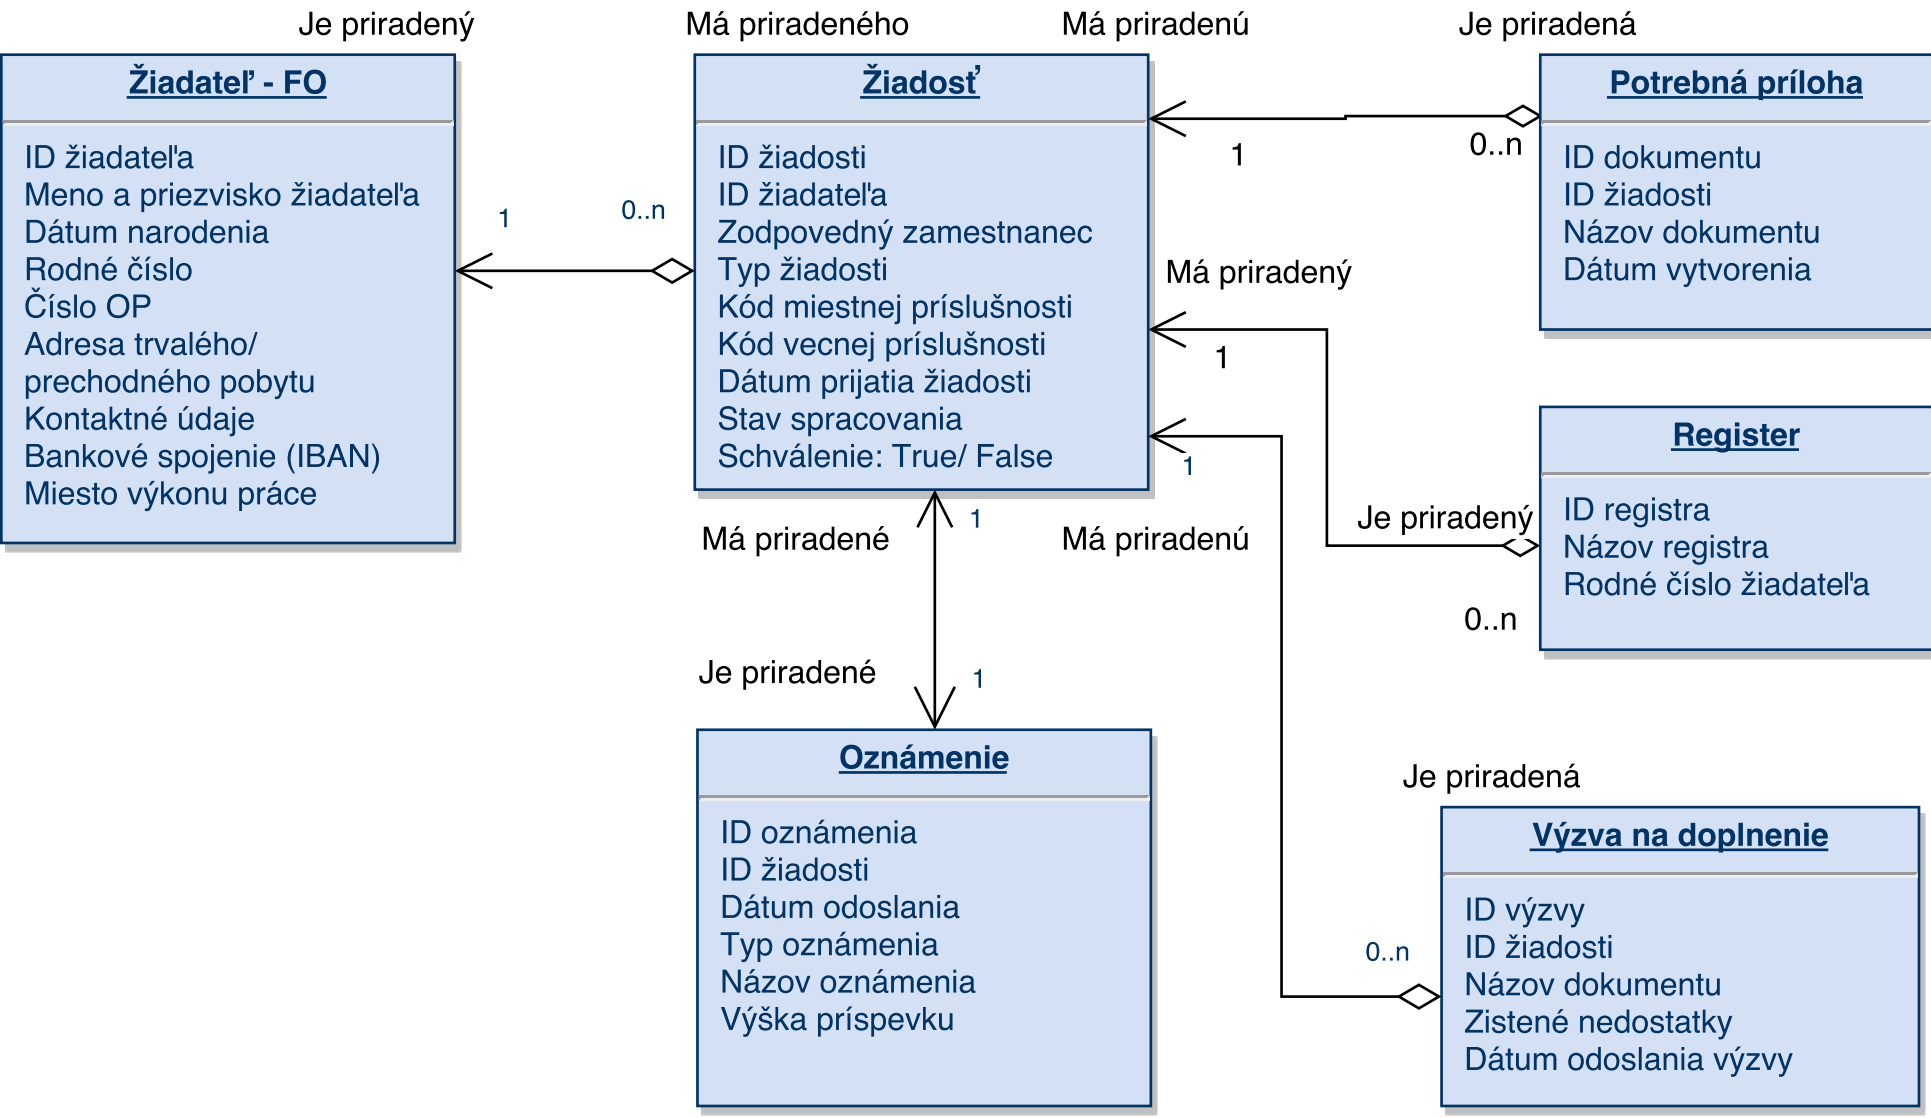 Je priradený
Má priradeného
Má priradenú
Je priradená
Žiadateľ - FO
ID žiadateľa
Meno a priezvisko žiadateľa
Dátum narodenia
Rodné číslo
Číslo OP
Adresa trvalého/
prechodného pobytu
Kontaktné údaje
Bankové spojenie (IBAN)
Miesto výkonu práce
1
0..n
Žiadosť
ID žiadosti
ID žiadateľa
Zodpovedný zamestnanec
Typ žiadosti
Kód miestnej príslušnosti
Kód vecnej príslušnosti
Dátum prijatia žiadosti
Stav spracovania
Schválenie: True/ False
1
0..n
Potrebná príloha
ID dokumentu
ID žiadosti
Názov dokumentu
Dátum vytvorenia
Má priradený
1
Je priradený
0..n
Register
ID registra
Názov registra
Rodné číslo žiadateľa
1
Má priradenú
Má priradené
1
Je priradené
1
Oznámenie
ID oznámenia
ID žiadosti
Dátum odoslania
Typ oznámenia
Názov oznámenia
Výška príspevku
Je priradená
0..n
Výzva na doplnenie
ID výzvy
ID žiadosti
Názov dokumentu
Zistené nedostatky
Dátum odoslania výzvy